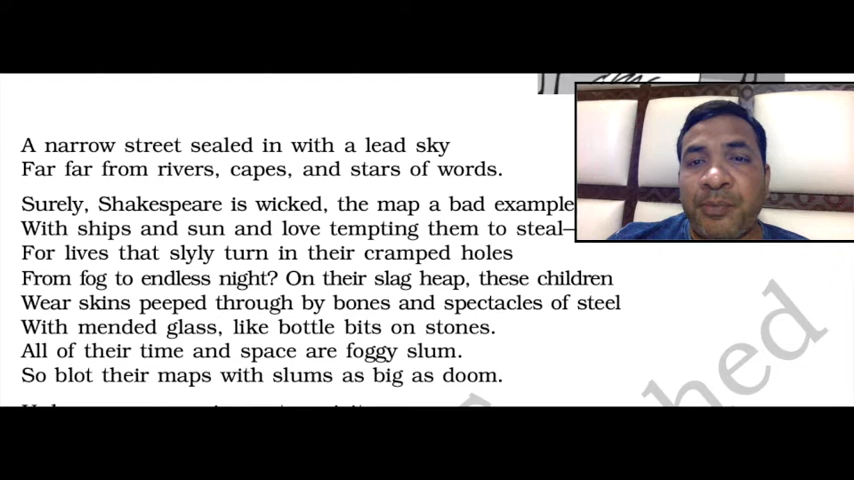 A narrow street sealed in with a lead sky
Far far from rivers, capes, and stars of words.
Surely, Shakespeare is wicked, the map a bad example
With ships and sun and love tempting them to steal—
For lives that slyly turn in their cramped holes
From fog to endless night? On their slag heap, these children
Wear skins peeped through by bones and spectacles of steel
With mended glass, like bottle bits on stones.
All of their time and space are foggy slum.
So blot their maps with slums as big as doom.